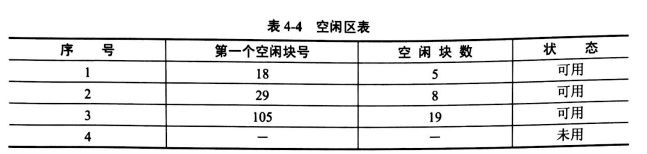 表 4-4 空闲区表
序 号 第一个空闲块号 空 闲 块 数 状 态
1 18 5 可用
2 29 8 可用
3 105 19 可用
4 — — 未用